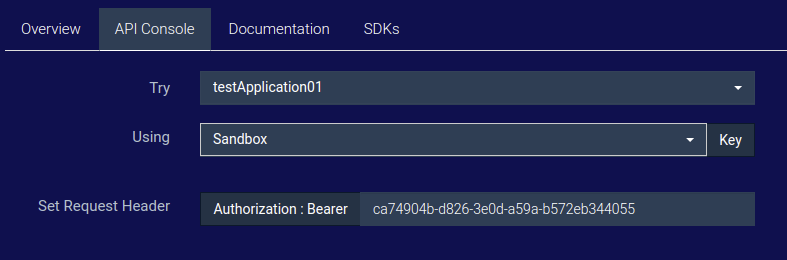 Overview API Console Documentation SDKs
Try testApplication01
Using Sandbox Key
Set Request Header Authorization : Bearer ca74904b-d826-3e0d-a59a-b572eb344055